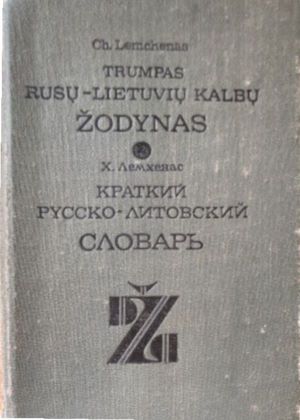 Ch. Lemchenas
TRUMPAS
RUSŲ-LIETUVIŲ KALBŲ
ŽODYNAS
Х. Лемхенас
КРАТКИЙ
РУССКО-ЛИТОВСКИЙ
СЛОВАРЬ